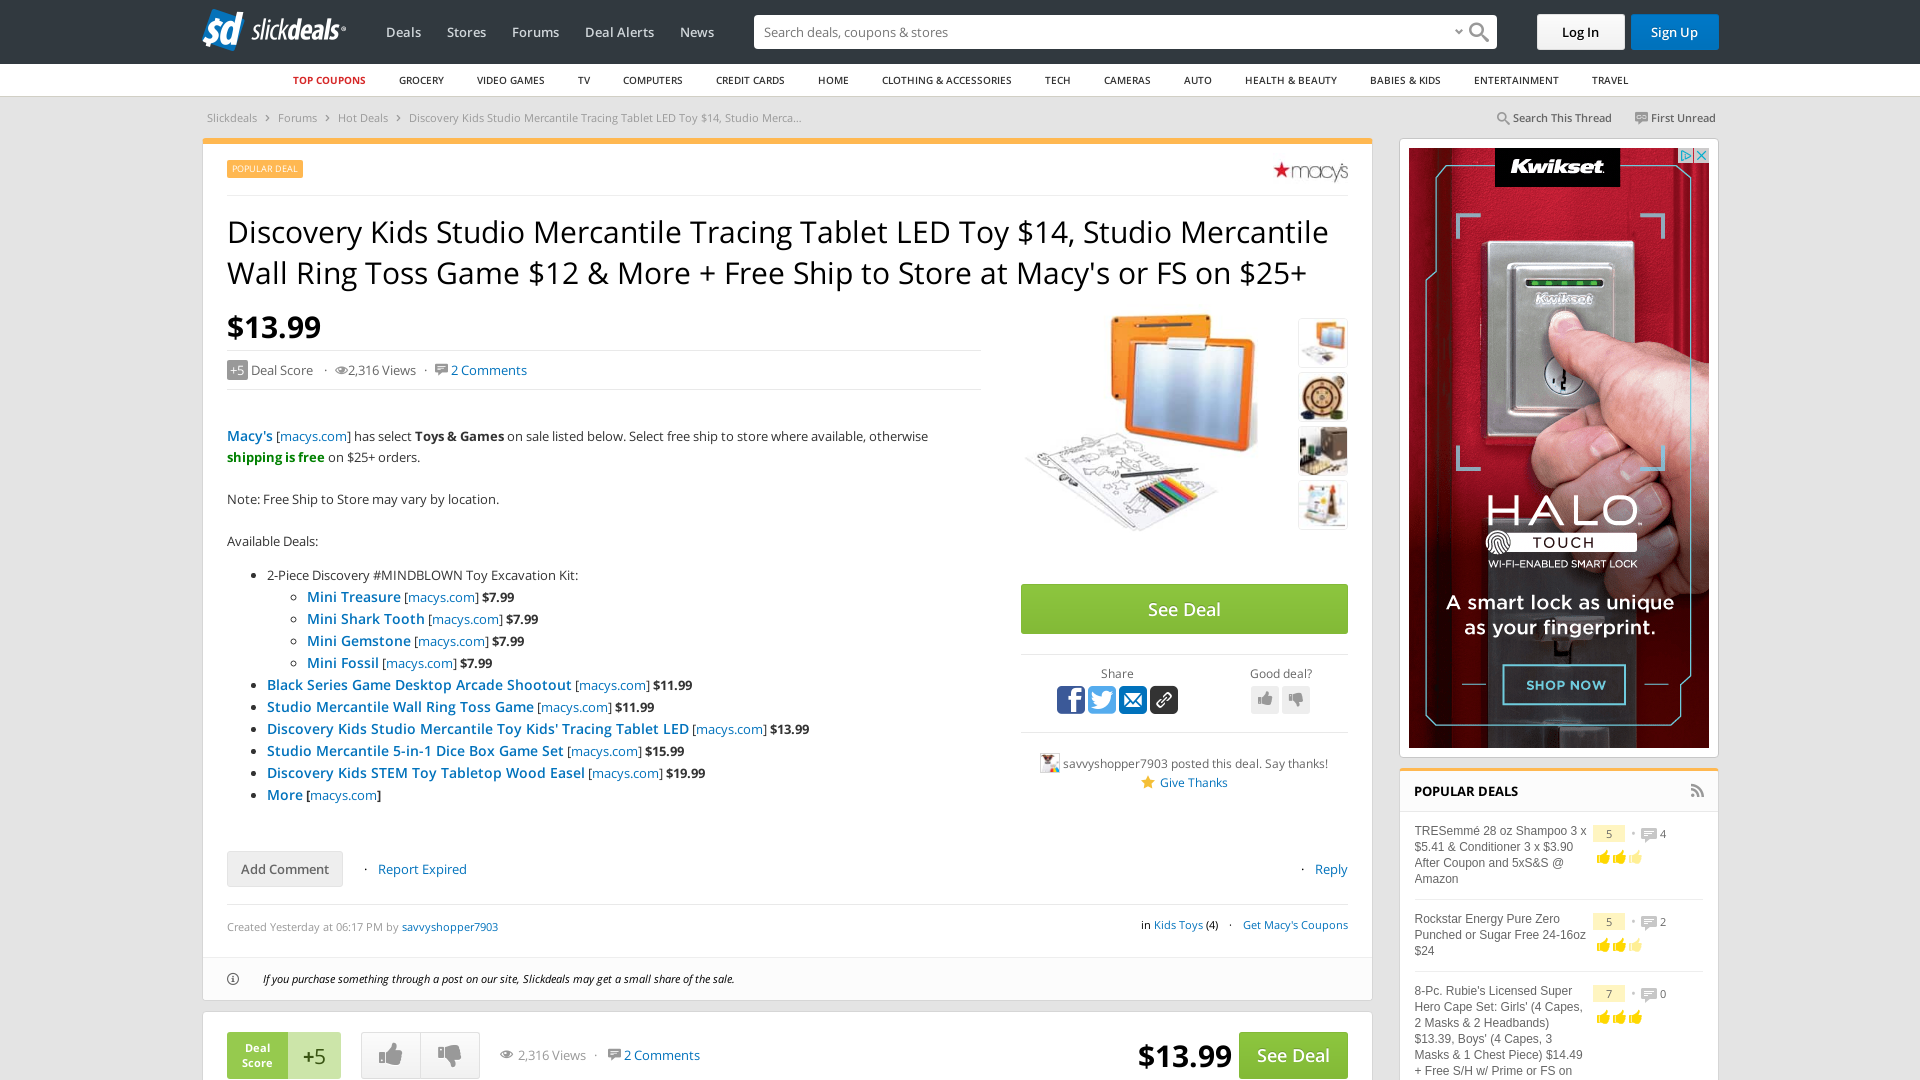 slickdeals
Deals
Stores
Forums
Deal Alerts
News
Search deals, coupons & stores
Log In
Sign Up
TOP COUPONS
GROCERY
VIDEO GAMES
TV
COMPUTERS
CREDIT CARDS
HOME
CLOTHING & ACCESSORIES
TECH
CAMERAS
AUTO
HEALTH & BEAUTY
BABIES & KIDS
ENTERTAINMENT
TRAVEL
Slickdeals > Forums > Hot Deals > Discovery Kids Studio Mercantile Tracing Tablet LED Toy $14, Studio Merca...
Search This Thread
First Unread
POPULAR DEAL
macy's
Discovery Kids Studio Mercantile Tracing Tablet LED Toy $14, Studio Mercantile
Wall Ring Toss Game $12 & More + Free Ship to Store at Macy's or FS on $25+
$13.99
+5 Deal Score · 2,316 Views · 2 Comments
Macy's [macys.com] has select Toys & Games on sale listed below. Select free ship to store where available, otherwise
shipping is free on $25+ orders.
Note: Free Ship to Store may vary by location.
Available Deals:
2-Piece Discovery #MINDBLOWN Toy Excavation Kit:
Mini Treasure [macys.com] $7.99
Mini Shark Tooth [macys.com] $7.99
Mini Gemstone [macys.com] $7.99
Mini Fossil [macys.com] $7.99
Black Series Game Desktop Arcade Shootout [macys.com] $11.99
Studio Mercantile Wall Ring Toss Game [macys.com] $11.99
Discovery Kids Studio Mercantile Toy Kids' Tracing Tablet LED [macys.com] $13.99
Studio Mercantile 5-in-1 Dice Box Game Set [macys.com] $15.99
Discovery Kids STEM Toy Tabletop Wood Easel [macys.com] $19.99
More [macys.com]
See Deal
Share
Good deal?
savvyshopper7903 posted this deal. Say thanks!
Give Thanks
Add Comment
· Report Expired
· Reply
Created Yesterday at 06:17 PM by savvyshopper7903
in Kids Toys (4) · Get Macy's Coupons
If you purchase something through a post on our site, Slickdeals may get a small share of the sale.
Deal
Score
+5
2,316 Views · 2 Comments
$13.99
See Deal
Kwikset
Kwikset
HALO
TOUCH
WI-FI-ENABLED SMART LOCK
A smart lock as unique
as your fingerprint.
SHOP NOW
POPULAR DEALS
TRESemmé 28 oz Shampoo 3 x
$5.41 & Conditioner 3 x $3.90
After Coupon and 5xS&S @
Amazon
5 · 4
Rockstar Energy Pure Zero
Punched or Sugar Free 24-16oz
$24
5 · 2
8-Pc. Rubie's Licensed Super
Hero Cape Set: Girls' (4 Capes,
2 Masks & 2 Headbands)
$13.39, Boys' (4 Capes, 3
Masks & 1 Chest Piece) $14.49
+ Free S/H w/ Prime or FS on
7 · 0